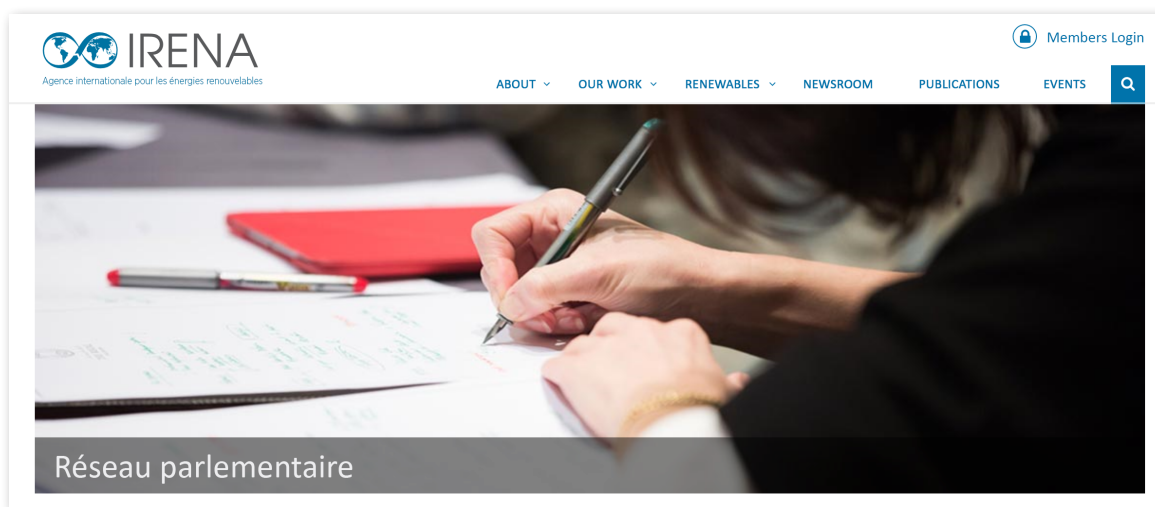 IRENA
Agence internationale pour les énergies renouvelables
Members Login
ABOUT OUR WORK RENEWABLES NEWSROOM PUBLICATIONS EVENTS
Réseau parlementaire